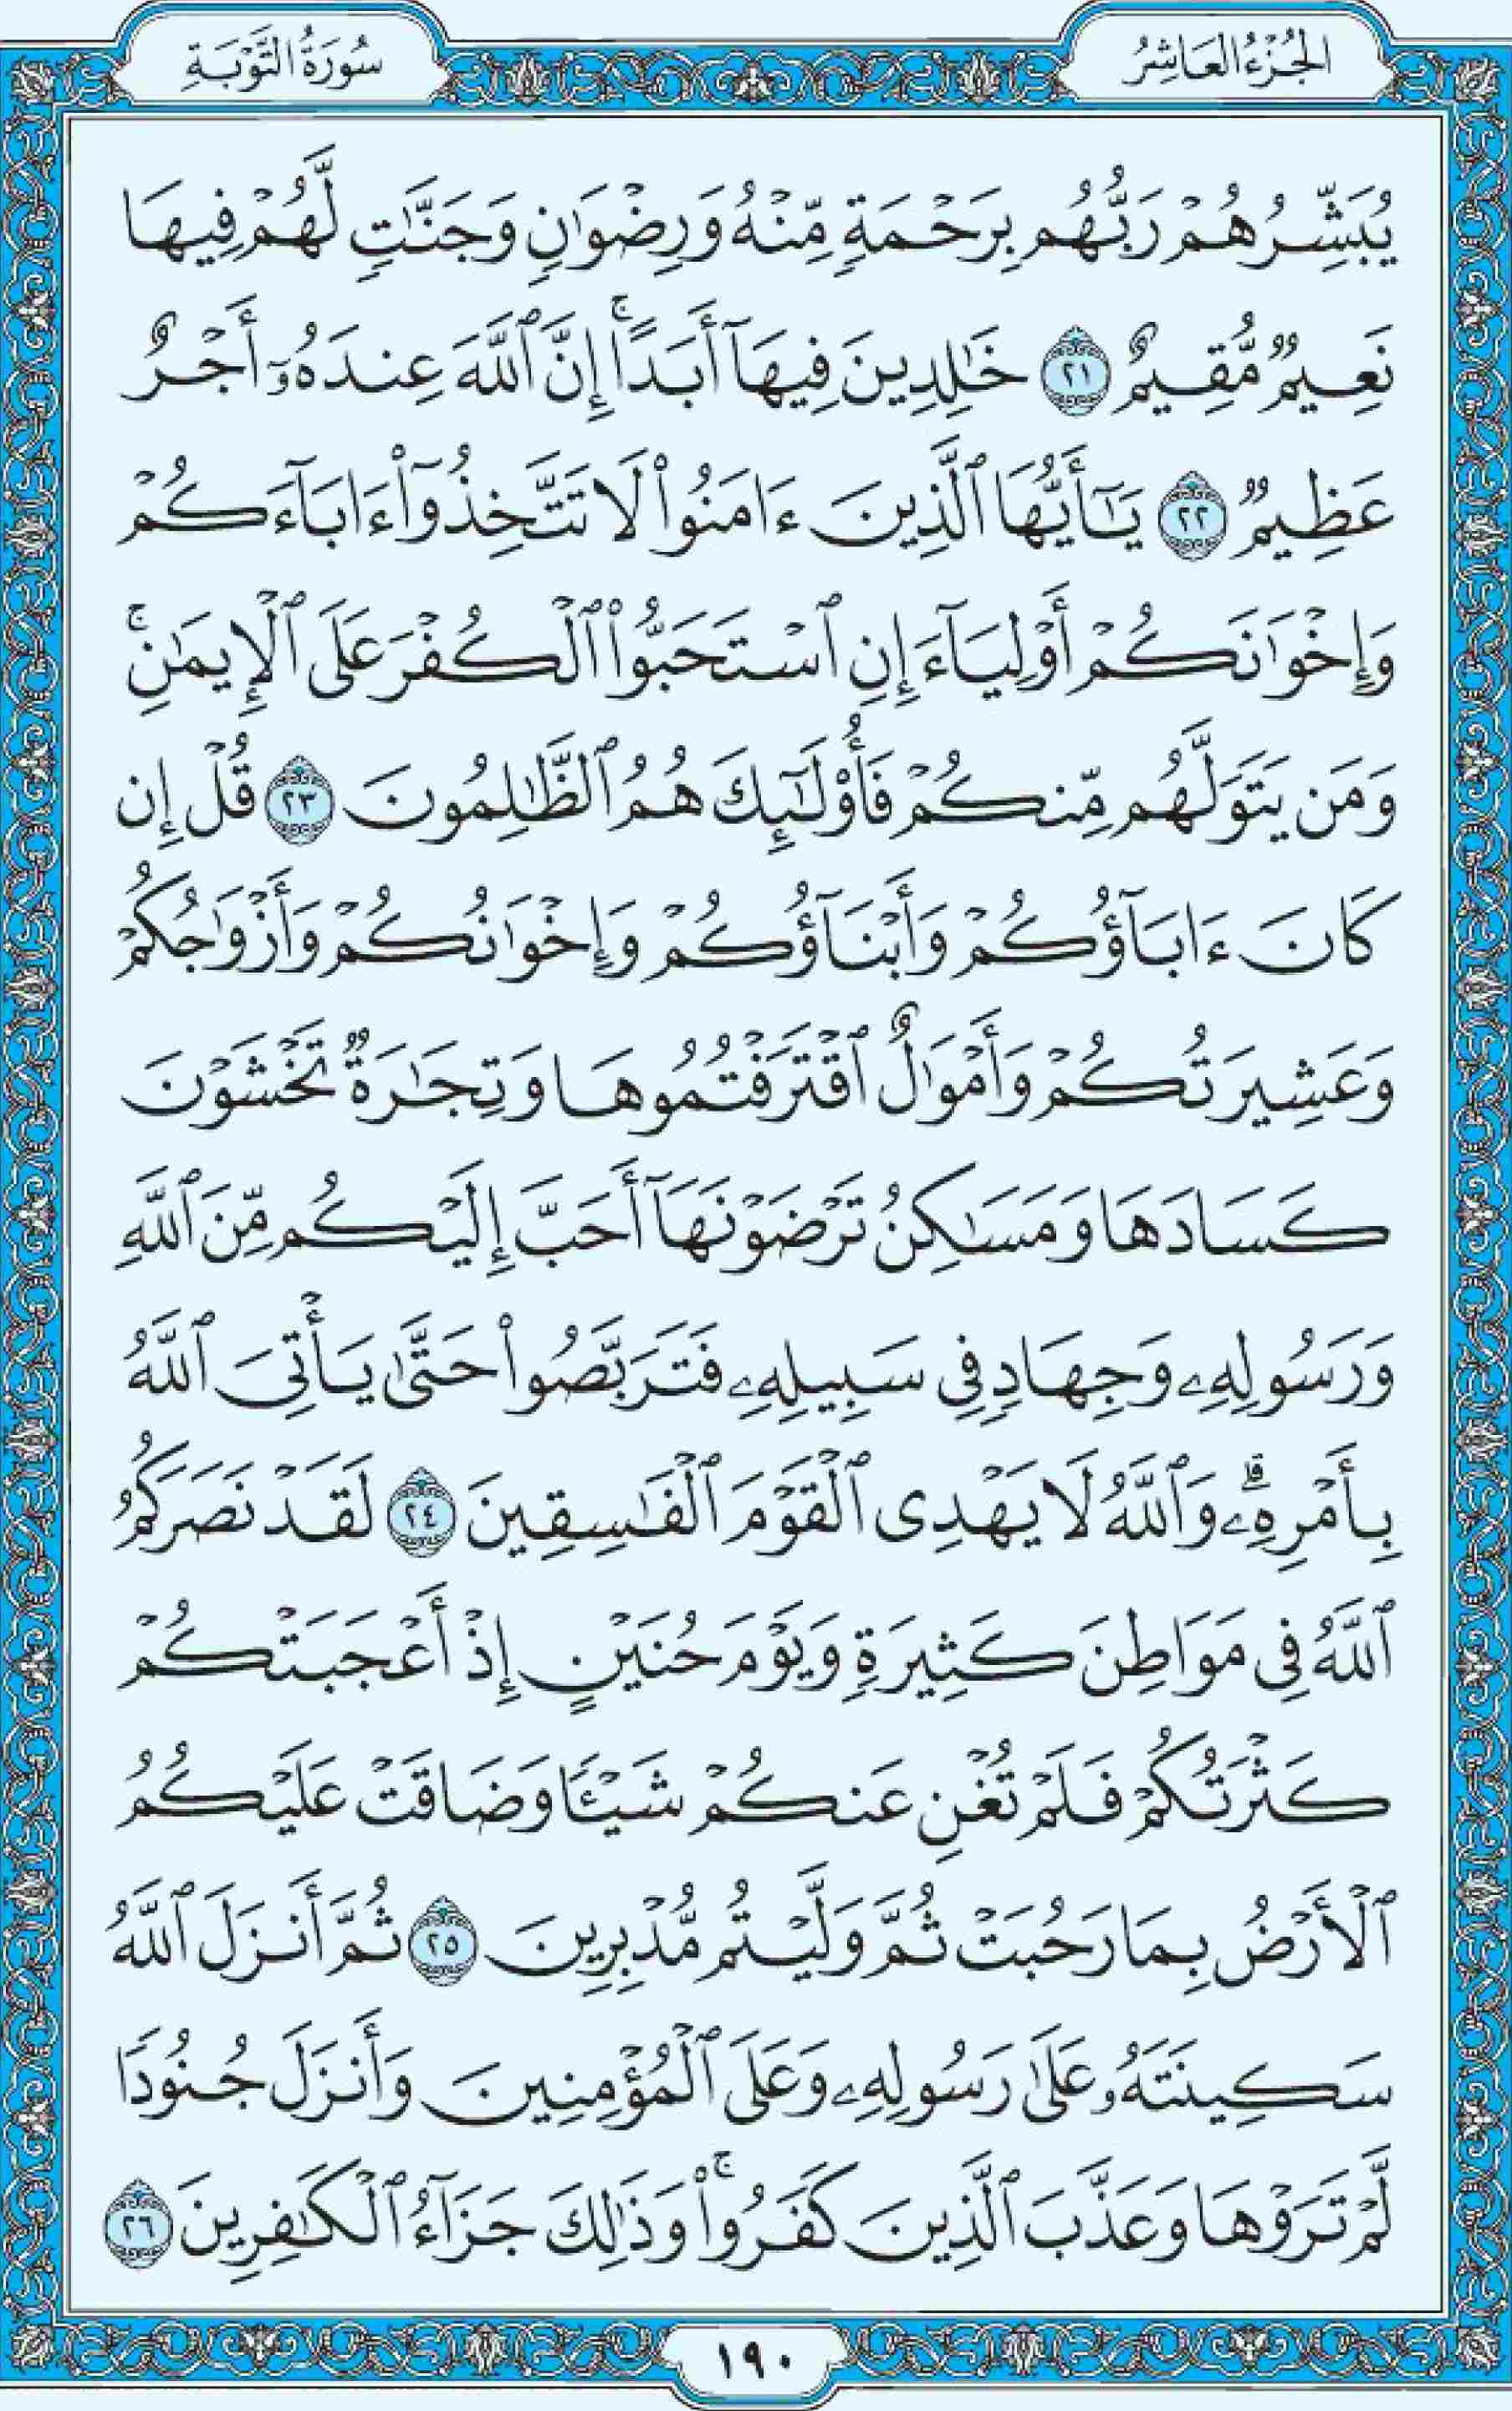 الجُزْءُ العَاشِرُ
سُورَةُ التَّوْبَةِ
يُبَشِّرُهُمْ رَبُّهُم بِرَحْمَةٍ مِّنْهُ وَرِضْوَٰنٍ وَجَنَّٰتٍ لَّهُمْ فِيهَا
نَعِيمٌ مُّقِيمٌ ٢١ خَٰلِدِينَ فِيهَآ أَبَدًا ۚ إِنَّ ٱللَّهَ عِندَهُۥٓ أَجْرٌ
عَظِيمٌ ٢٢ يَٰٓأَيُّهَا ٱلَّذِينَ ءَامَنُوا۟ لَا تَتَّخِذُوٓا۟ ءَابَآءَكُمْ
وَإِخْوَٰنَكُمْ أَوْلِيَآءَ إِنِ ٱسْتَحَبُّوا۟ ٱلْكُفْرَ عَلَى ٱلْإِيمَٰنِ ۚ
وَمَن يَتَوَلَّهُم مِّنكُمْ فَأُو۟لَٰٓئِكَ هُمُ ٱلظَّٰلِمُونَ ٢٣ قُلْ إِن
كَانَ ءَابَآؤُكُمْ وَأَبْنَآؤُكُمْ وَإِخْوَٰنُكُمْ وَأَزْوَٰجُكُمْ
وَعَشِيرَتُكُمْ وَأَمْوَٰلٌ ٱقْتَرَفْتُمُوهَا وَتِجَٰرَةٌ تَخْشَوْنَ
كَسَادَهَا وَمَسَٰكِنُ تَرْضَوْنَهَآ أَحَبَّ إِلَيْكُم مِّنَ ٱللَّهِ
وَرَسُولِهِۦ وَجِهَادٍ فِى سَبِيلِهِۦ فَتَرَبَّصُوا۟ حَتَّىٰ يَأْتِىَ ٱللَّهُ
بِأَمْرِهِۦ ۗ وَٱللَّهُ لَا يَهْدِى ٱلْقَوْمَ ٱلْفَٰسِقِينَ ٢٤ لَقَدْ نَصَرَكُمُ
ٱللَّهُ فِى مَوَاطِنَ كَثِيرَةٍ وَيَوْمَ حُنَيْنٍ إِذْ أَعْجَبَتْكُمْ
كَثْرَتُكُمْ فَلَمْ تُغْنِ عَنكُمْ شَيْـًٔا وَضَاقَتْ عَلَيْكُمُ
ٱلْأَرْضُ بِمَا رَحُبَتْ ثُمَّ وَلَّيْتُم مُّدْبِرِينَ ٢٥ ثُمَّ أَنزَلَ ٱللَّهُ
سَكِينَتَهُۥ عَلَىٰ رَسُولِهِۦ وَعَلَى ٱلْمُؤْمِنِينَ وَأَنزَلَ جُنُودًا
لَّمْ تَرَوْهَا وَعَذَّبَ ٱلَّذِينَ كَفَرُوا۟ ۚ وَذَٰلِكَ جَزَآءُ ٱلْكَٰفِرِينَ ٢٦
١٩٠